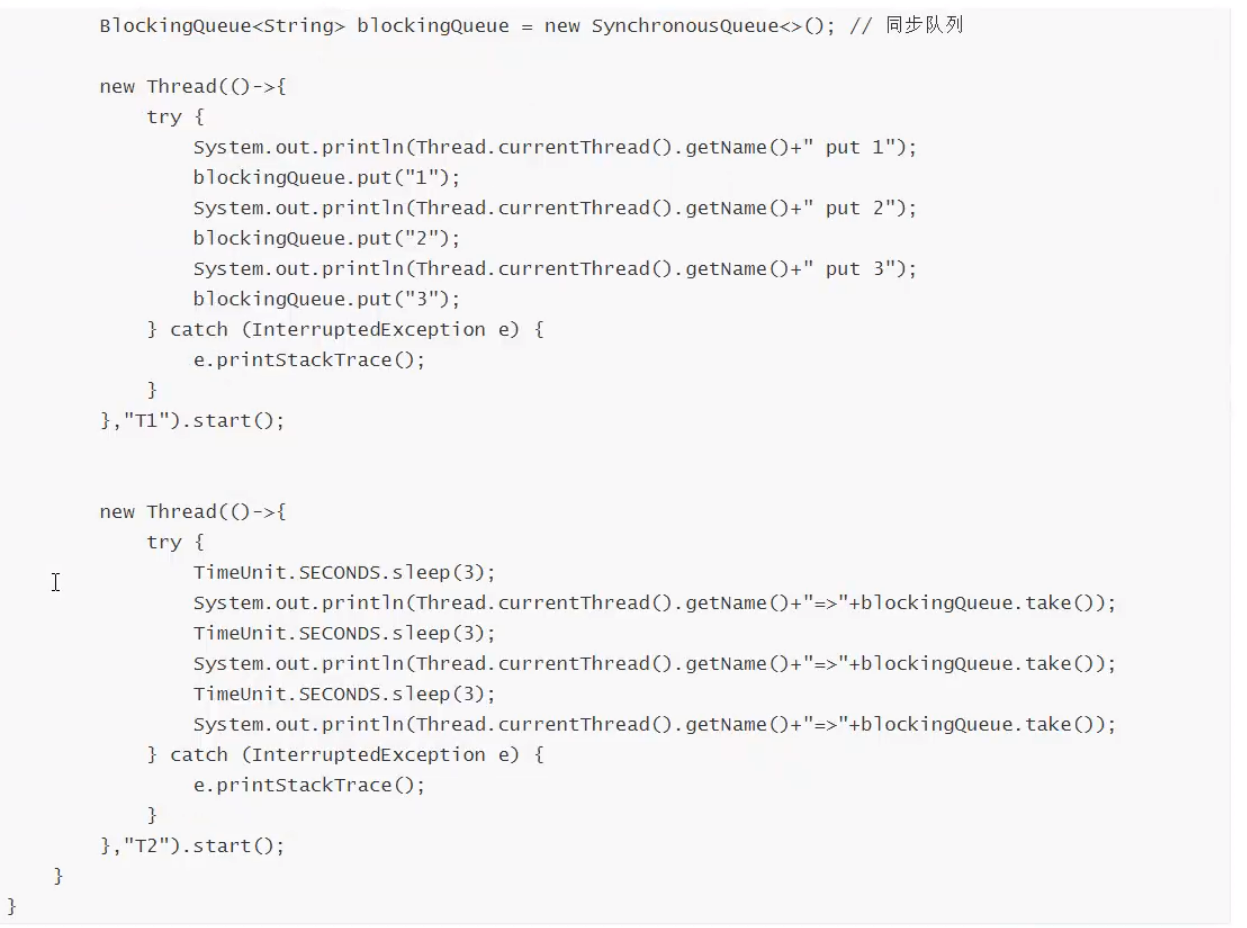 BlockingQueue<String> blockingQueue = new SynchronousQueue<>(); // 同步队列
new Thread(()->{
try {
System.out.println(Thread.currentThread().getName()+" put 1");
blockingQueue.put("1");
System.out.println(Thread.currentThread().getName()+" put 2");
blockingQueue.put("2");
System.out.println(Thread.currentThread().getName()+" put 3");
blockingQueue.put("3");
} catch (InterruptedException e) {
e.printStackTrace();
}
},"T1").start();
new Thread(()->{
try {
TimeUnit.SECONDS.sleep(3);
System.out.println(Thread.currentThread().getName()+"=>"+blockingQueue.take());
TimeUnit.SECONDS.sleep(3);
System.out.println(Thread.currentThread().getName()+"=>"+blockingQueue.take());
TimeUnit.SECONDS.sleep(3);
System.out.println(Thread.currentThread().getName()+"=>"+blockingQueue.take());
} catch (InterruptedException e) {
e.printStackTrace();
}
},"T2").start();
}
}